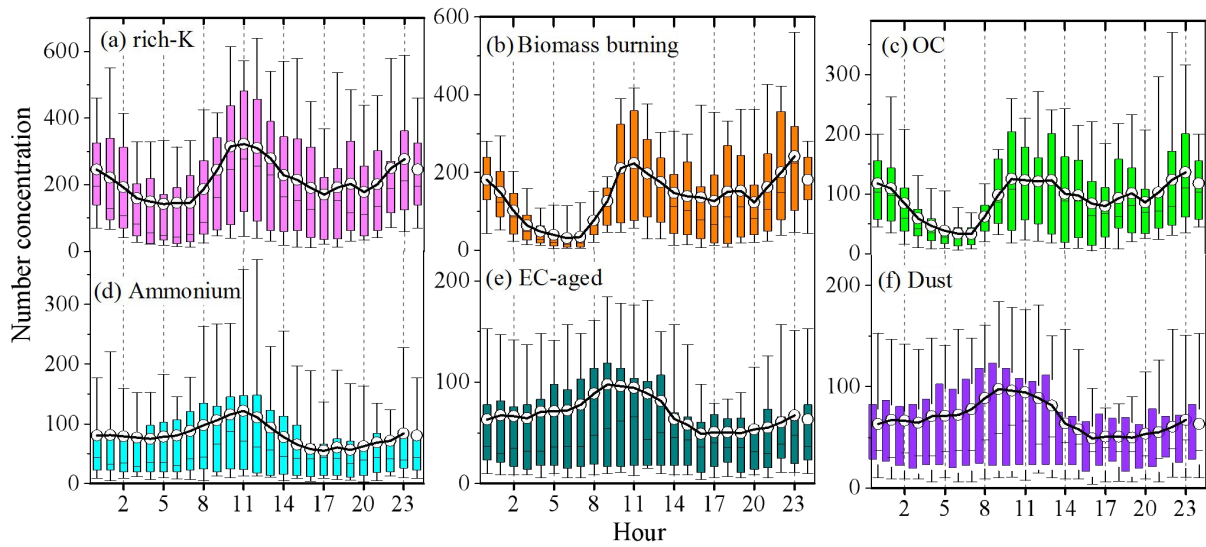 (a) rich-K
(b) Biomass burning
(c) OC
600
400
200
0
600
400
200
0
300
200
100
0
Number concentration
(d) Ammonium
(e) EC-aged
(f) Dust
300
200
100
0
200
100
0
200
100
0
2 5 8 11 14 17 20 23
2 5 8 11 14 17 20 23
2 5 8 11 14 17 20 23
Hour